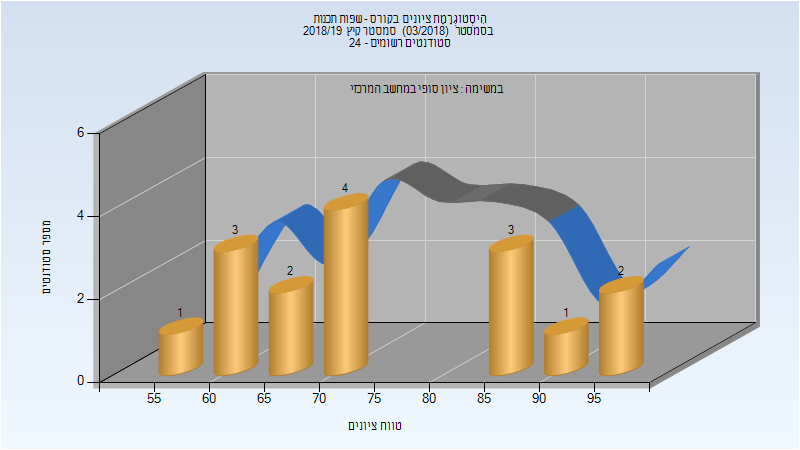 היסטוגרמת ציונים בקורס - שפות תכנות
בסמסטר (03/2018) סמסטר קיץ 2018/19
סטודנטים רשומים - 24
במשימה : ציון סופי במחשב המרכזי
מספר סטודנטים
6
4
2
0
1
3
2
4
3
1
2
55 60 65 70 75 80 85 90 95
טווח ציונים